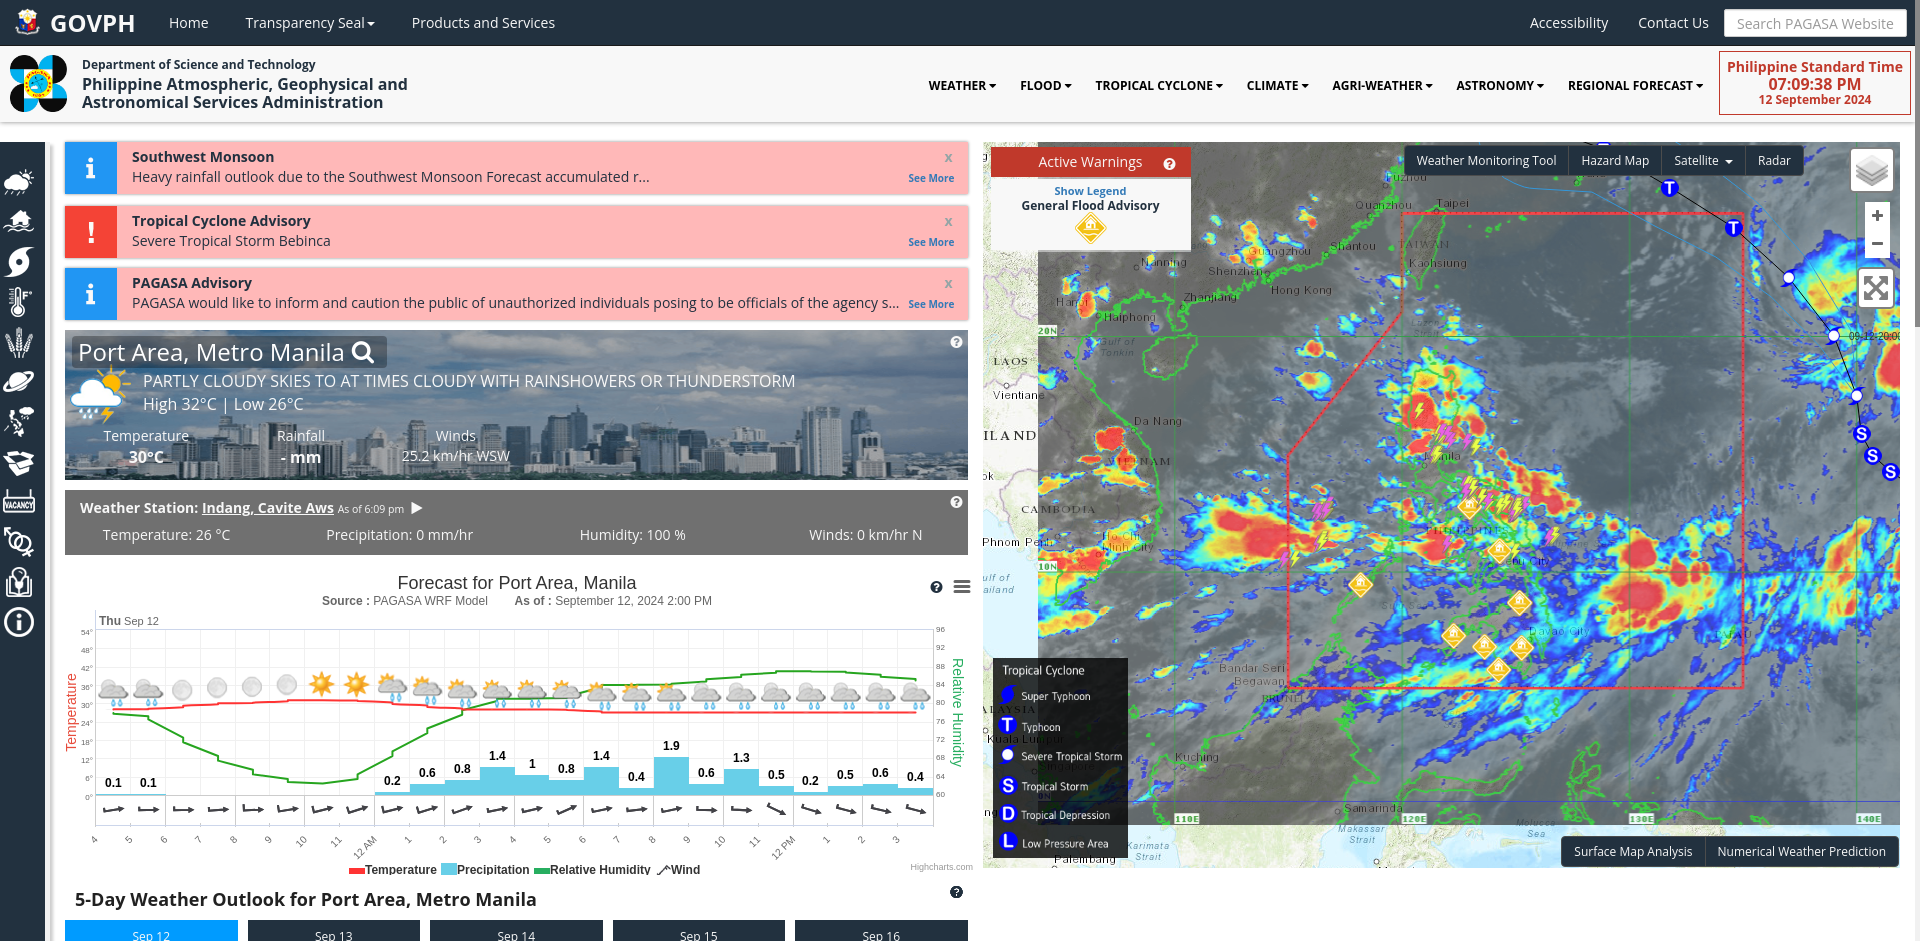 GOVPH
Home
Transparency Seal
Products and Services
Accessibility
Contact Us
Search PAGASA Website
Department of Science and Technology
Philippine Atmospheric, Geophysical and
Astronomical Services Administration
WEATHER
FLOOD
TROPICAL CYCLONE
CLIMATE
AGRI-WEATHER
ASTRONOMY
REGIONAL FORECAST
Philippine Standard Time
07:09:38 PM
12 September 2024
Southwest Monsoon
x
Heavy rainfall outlook due to the Southwest Monsoon Forecast accumulated r...
See More
Tropical Cyclone Advisory
x
Severe Tropical Storm Bebinca
See More
PAGASA Advisory
x
PAGASA would like to inform and caution the public of unauthorized individuals posing to be officials of the agency s...
See More
Port Area, Metro Manila
PARTLY CLOUDY SKIES TO AT TIMES CLOUDY WITH RAINSHOWERS OR THUNDERSTORM
High 32°C | Low 26°C
Temperature
Rainfall
Winds
30°C
- mm
25.2 km/hr WSW
Weather Station: Indang, Cavite Aws As of 6:09 pm
Temperature: 26 °C
Precipitation: 0 mm/hr
Humidity: 100 %
Winds: 0 km/hr N
Forecast for Port Area, Manila
Source : PAGASA WRF Model As of : September 12, 2024 2:00 PM
Thu Sep 12
Temperature
54°
48°
42°
36°
30°
24°
18°
12°
6°
0°
Relative Humidity
96
92
88
84
80
76
72
68
64
60
0.1 0.1 0.2 0.6 0.8 1.4 1 0.8 1.4 0.4 1.9 0.6 1.3 0.5 0.2 0.5 0.6 0.4
4 5 6 7 8 9 10 11 12 AM 1 2 3 4 5 6 7 8 9 10 11 12 PM 1 2 3
Temperature Precipitation Relative Humidity Wind
Highcharts.com
5-Day Weather Outlook for Port Area, Metro Manila
Sep 12
Sep 13
Sep 14
Sep 15
Sep 16
VACANCY
Active Warnings
Show Legend
General Flood Advisory
Weather Monitoring Tool
Hazard Map
Satellite
Radar
+
−
Quanzhou
Taipei
Guangzhou
Shantou
TAIWAN
Nanning
Shenzhen
Kaohsiung
Hong Kong
Zhanjiang
Haiphong
20N
Gulf of
Tonkin
LAOS
Vientiane
Da Nang
VIETNAM
CAMBODIA
Phnom Penh
Ho Chi
Minh City
10N
PHILIPPINES
Davao City
PALAU
Bandar Seri
Begawan
BRUNEI
Kuching
Samarinda
110E
120E
130E
140E
Makassar
Strait
Molucca
Sea
Karimata
Strait
Palembang
Tropical Cyclone
Super Typhoon
T Typhoon
Severe Tropical Storm
S Tropical Storm
D Tropical Depression
L Low Pressure Area
Surface Map Analysis
Numerical Weather Prediction